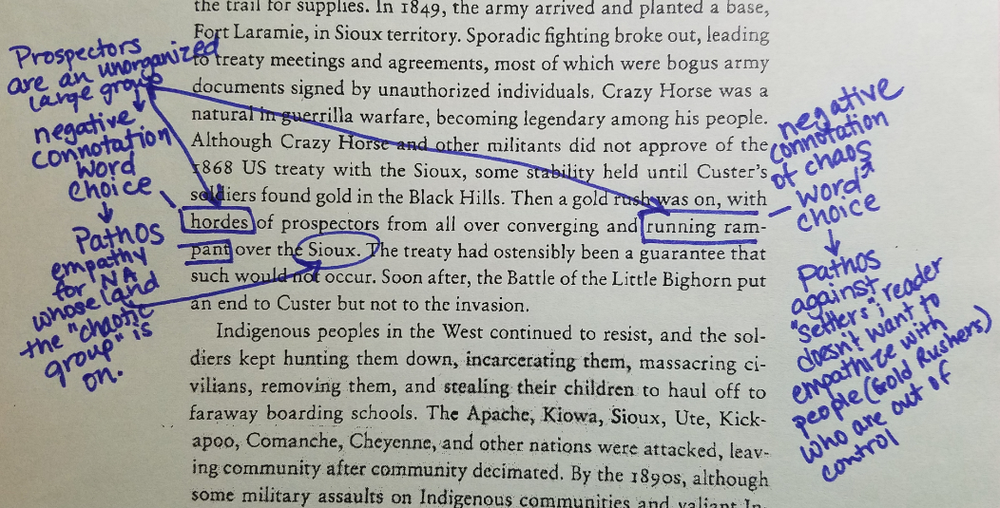 the trail for supplies. In 1849, the army arrived and planted a base,
Fort Laramie, in Sioux territory. Sporadic fighting broke out, leading
to treaty meetings and agreements, most of which were bogus army
documents signed by unauthorized individuals. Crazy Horse was a
natural in guerrilla warfare, becoming legendary among his people.
Although Crazy Horse and other militants did not approve of the
1868 US treaty with the Sioux, some stability held until Custer's
soldiers found gold in the Black Hills. Then a gold rush was on, with
hordes of prospectors from all over converging and running ram-
pant over the Sioux. The treaty had ostensibly been a guarantee that
such would not occur. Soon after, the Battle of the Little Bighorn put
an end to Custer but not to the invasion.
Indigenous peoples in the West continued to resist, and the sol-
diers kept hunting them down, incarcerating them, massacring ci-
vilians, removing them, and stealing their children to haul off to
faraway boarding schools. The Apache, Kiowa, Sioux, Ute, Kick-
apoo, Comanche, Cheyenne, and other nations were attacked, leav-
ing community after community decimated. By the 1890s, although
some military assaults on Indigenous communities and valiant In-
Prospectors
are an unorganized
large group
negative
connotation
word
choice
Pathos
empathy
for NA
whose land
the "chaotic
group" is
on.
negative
connotation
of chaos
word
choice
Pathos
against
"settlers"; reader
doesn't want to
empathize with
people (Gold Rushers)
who are out of
control